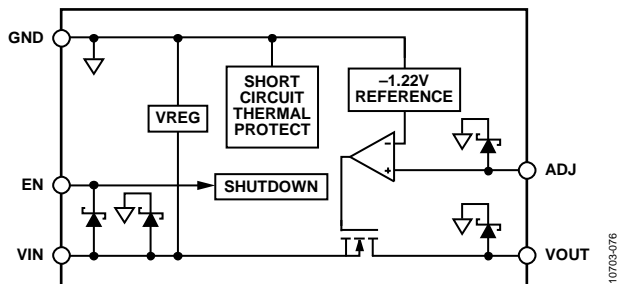 GND
SHORT
CIRCUIT
THERMAL
PROTECT
–1.22V
REFERENCE
VREG
–
+
ADJ
EN
SHUTDOWN
VIN
VOUT
10703-076